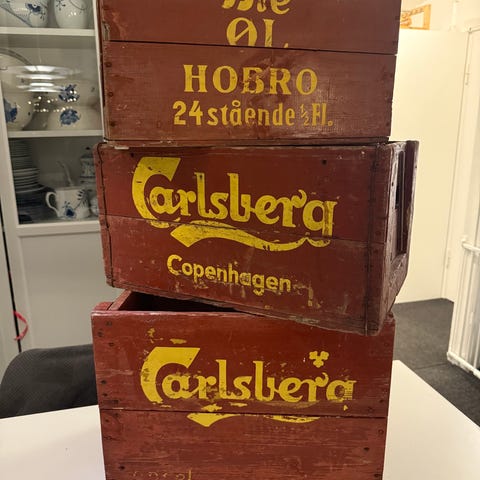 ØL
HOBRO
24 stående ½ Fl.
Carlsberg
Copenhagen
Carlsberg